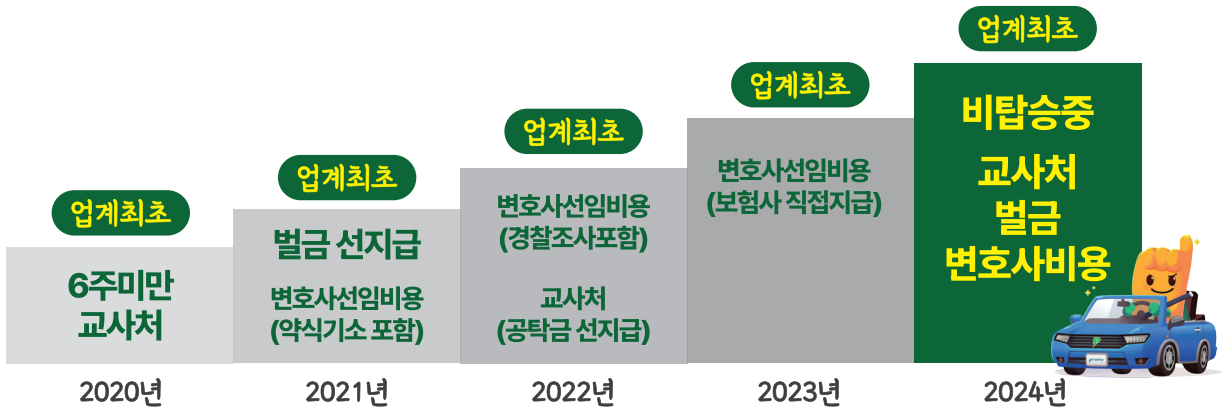 업계최초
6주미만
교사처
2020년
업계최초
벌금 선지급
변호사선임비용
(약식기소 포함)
2021년
업계최초
변호사선임비용
(경찰조사포함)
교사처
(공탁금 선지급)
2022년
업계최초
변호사선임비용
(보험사 직접지급)
2023년
업계최초
비탑승중
교사처
벌금
변호사비용
promy
2024년